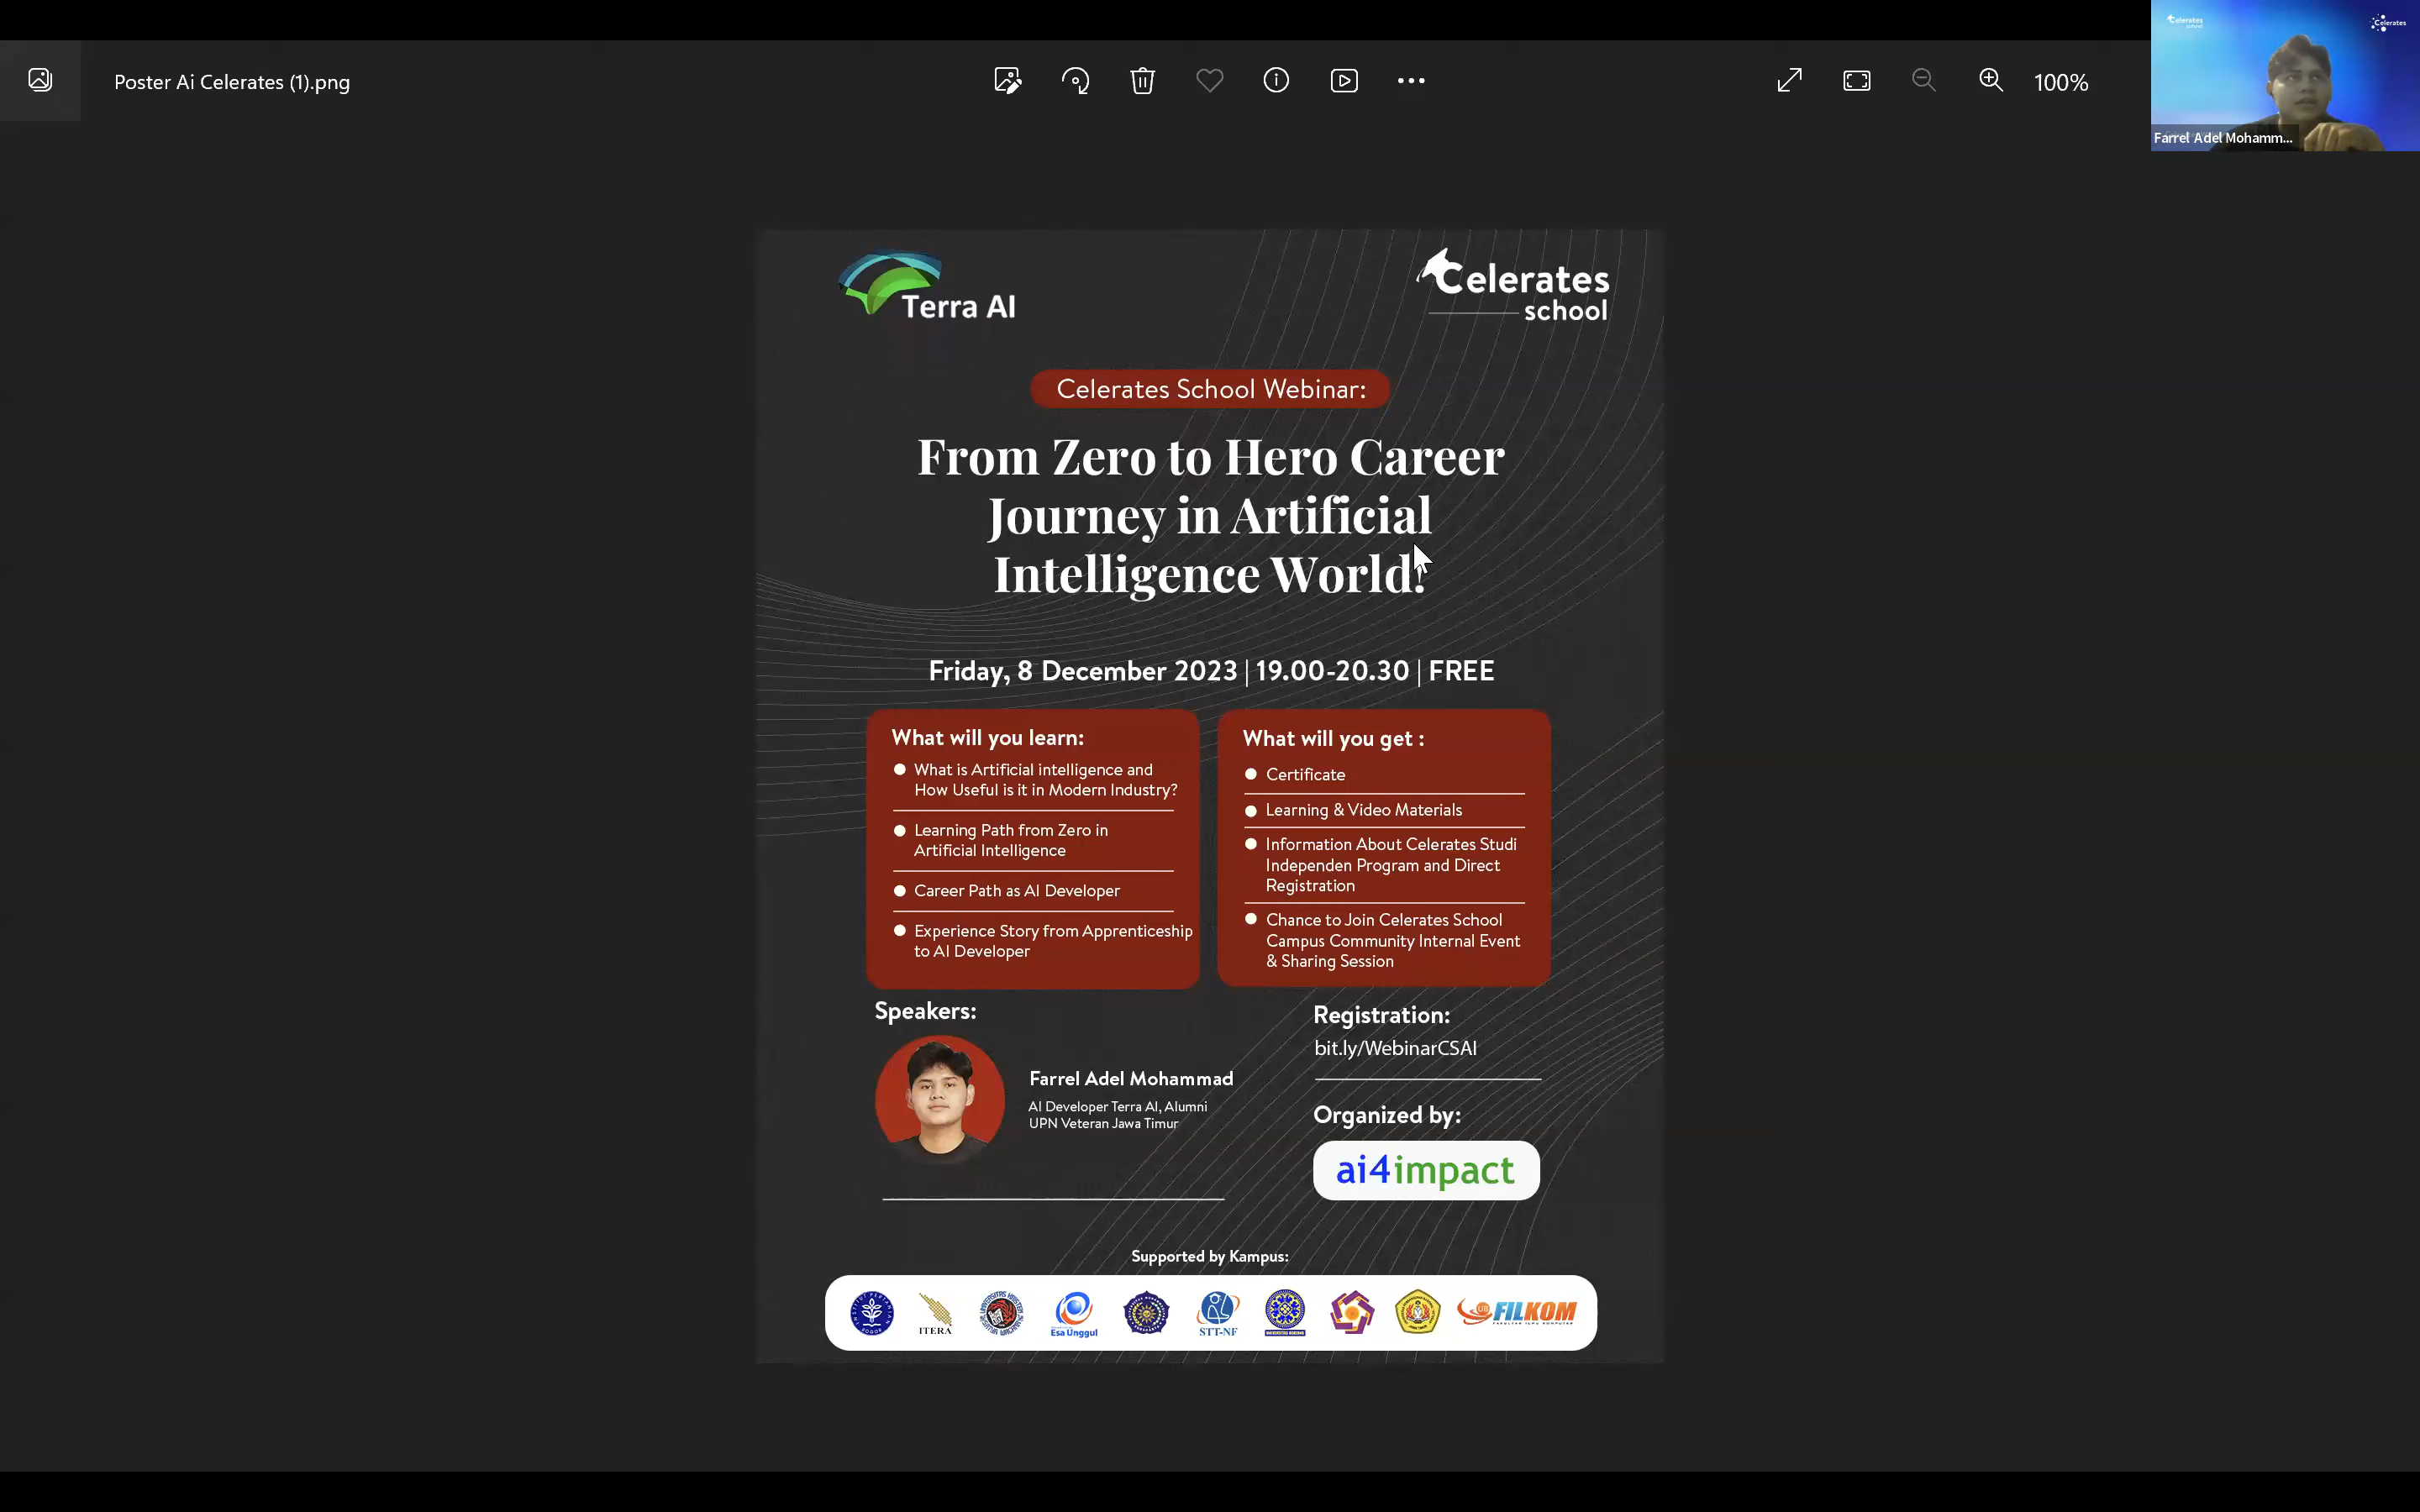 Poster Ai Celerates (1).png
100%
Celerates
school
Celerates
Farrel Adel Mohamm...
Terra AI
Celerates
school
Celerates School Webinar:
From Zero to Hero Career
Journey in Artificial
Intelligence World!
Friday, 8 December 2023 | 19.00-20.30 | FREE
What will you learn:
What is Artificial intelligence and
How Useful is it in Modern Industry?
Learning Path from Zero in
Artificial Intelligence
Career Path as AI Developer
Experience Story from Apprenticeship
to AI Developer
What will you get :
Certificate
Learning & Video Materials
Information About Celerates Studi
Independen Program and Direct
Registration
Chance to Join Celerates School
Campus Community Internal Event
& Sharing Session
Speakers:
Farrel Adel Mohammad
AI Developer Terra AI, Alumni
UPN Veteran Jawa Timur
Registration:
bit.ly/WebinarCSAI
Organized by:
ai4impact
Supported by Kampus:
ITERA
Esa Unggul
STT-NF
UB
FILKOM